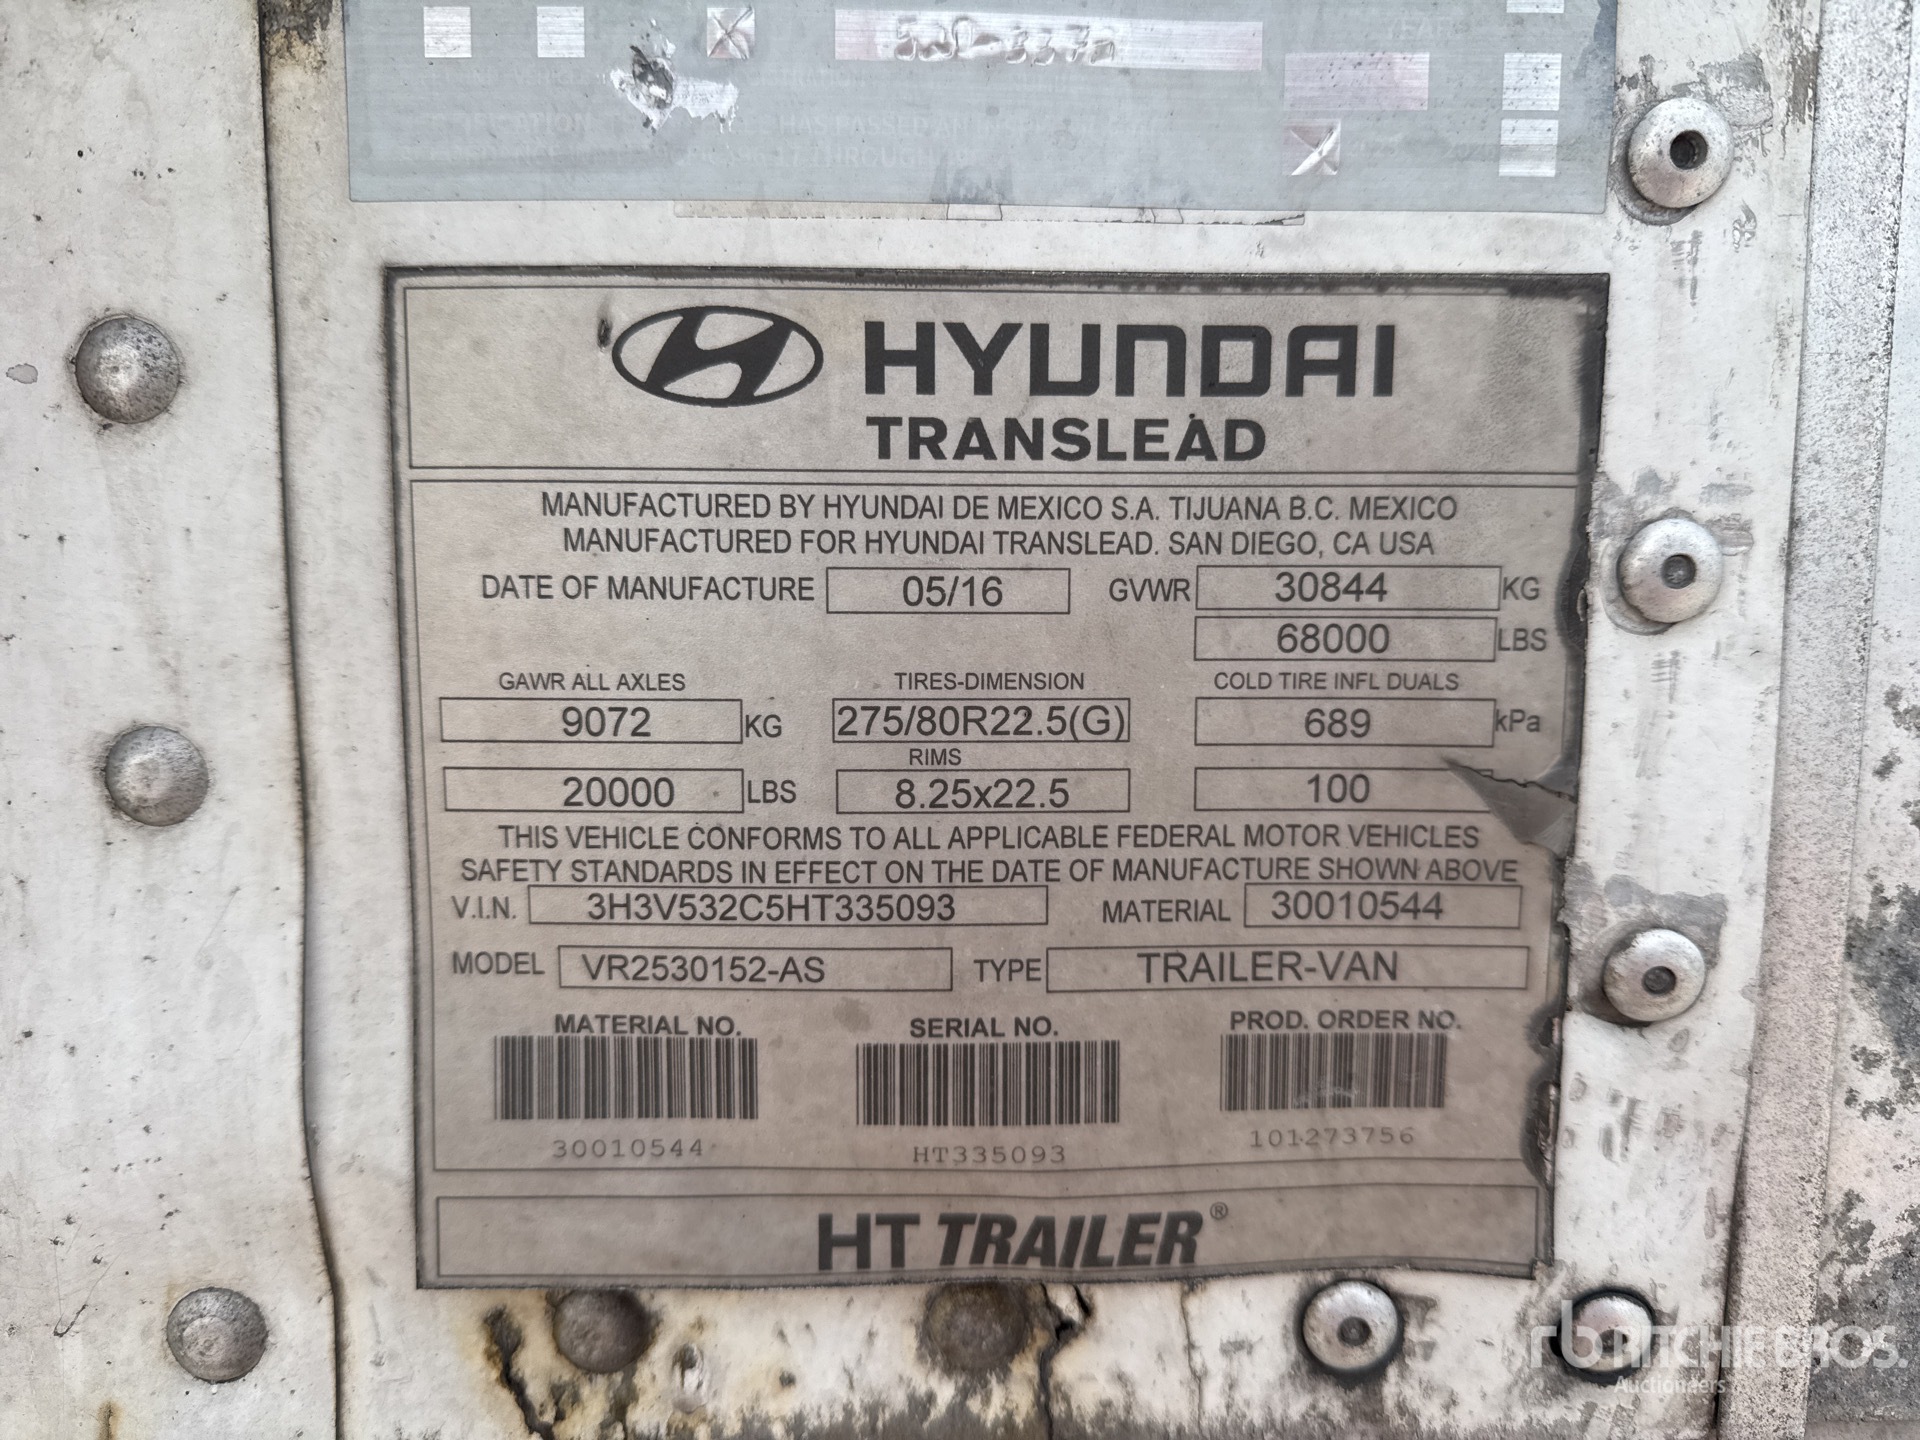 HYUNDAI
TRANSLEAD
MANUFACTURED BY HYUNDAI DE MEXICO S.A. TIJUANA B.C. MEXICO
MANUFACTURED FOR HYUNDAI TRANSLEAD. SAN DIEGO, CA USA
DATE OF MANUFACTURE 05/16 GVWR 30844 KG
68000 LBS
GAWR ALL AXLES TIRES-DIMENSION COLD TIRE INFL DUALS
9072 KG 275/80R22.5(G) 689 kPa
RIMS
20000 LBS 8.25x22.5 100
THIS VEHICLE CONFORMS TO ALL APPLICABLE FEDERAL MOTOR VEHICLES
SAFETY STANDARDS IN EFFECT ON THE DATE OF MANUFACTURE SHOWN ABOVE
V.I.N. 3H3V532C5HT335093 MATERIAL 30010544
MODEL VR2530152-AS TYPE TRAILER-VAN
MATERIAL NO. SERIAL NO. PROD. ORDER NO.
30010544 HT335093 101273756
HT TRAILER®
rb RITCHIE BROS.
Auctioneers